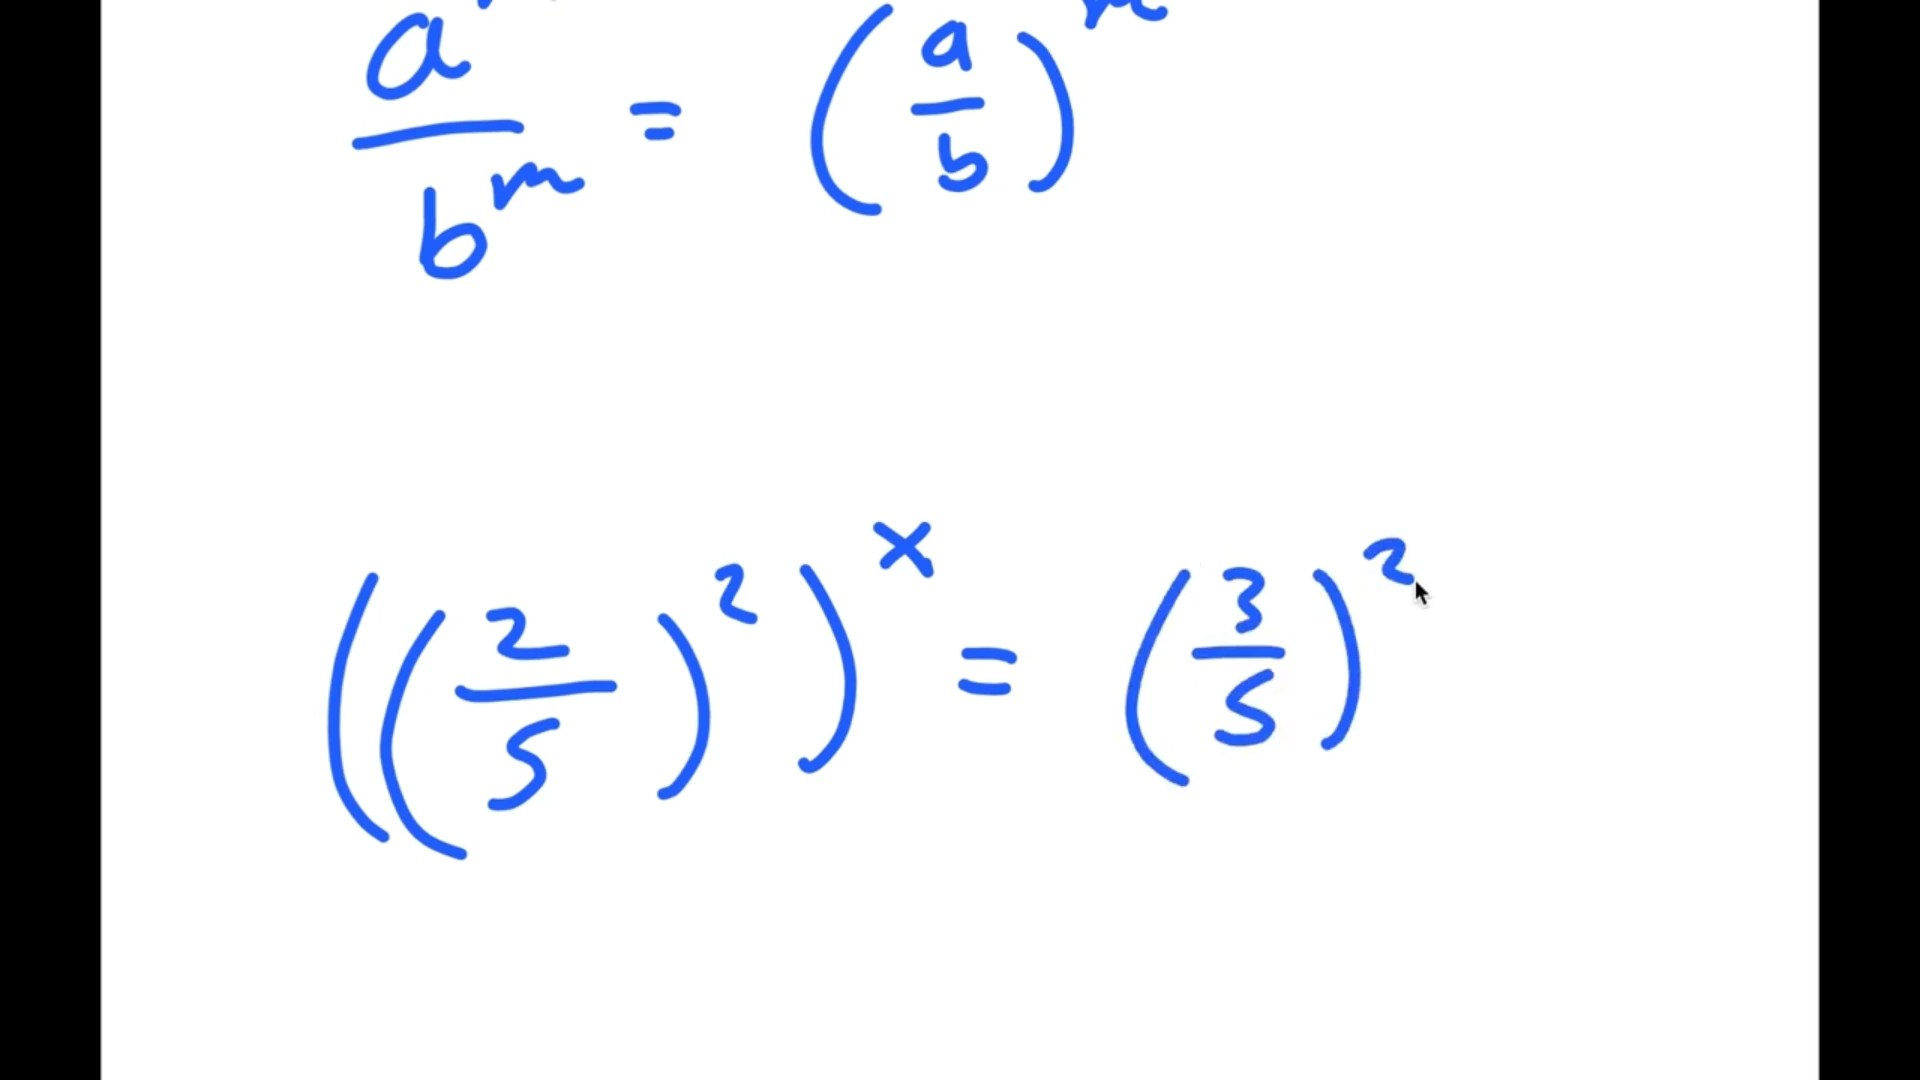 a^m / b^m = (a/b)^m
((2/5)^2)^x = (3/5)^2